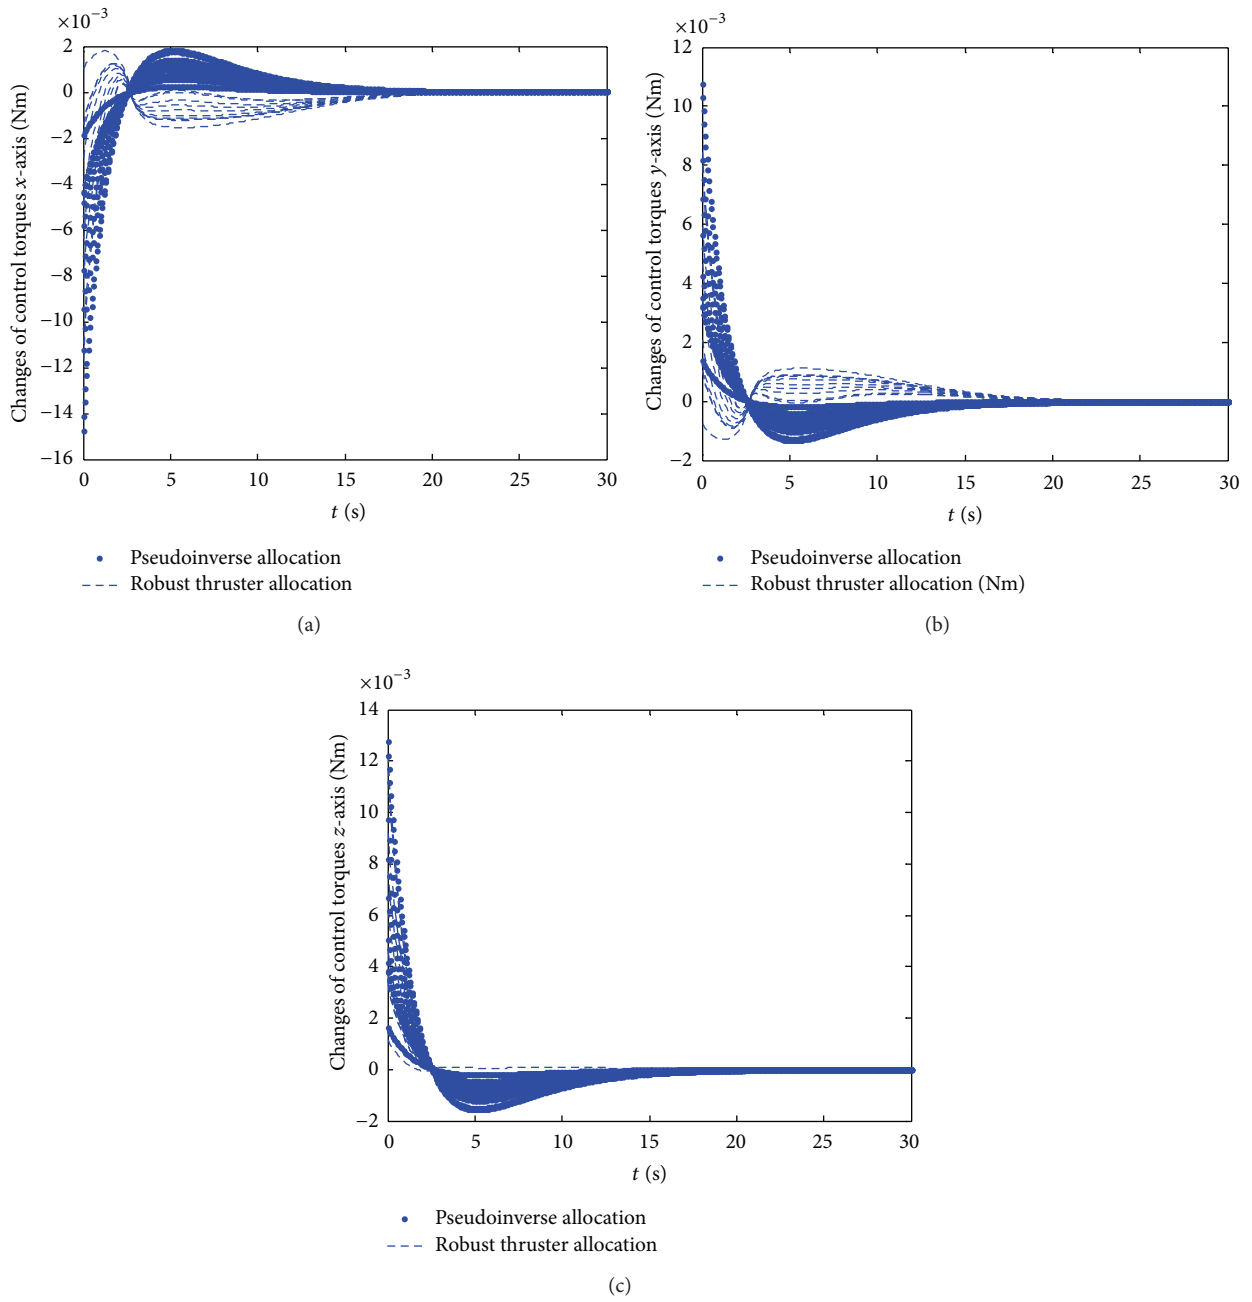 ×10⁻³
2
0
−2
−4
−6
−8
−10
−12
−14
−16
Changes of control torques x-axis (Nm)
0 5 10 15 20 25 30
t (s)
Pseudoinverse allocation
Robust thruster allocation
(a)
×10⁻³
12
10
8
6
4
2
0
−2
Changes of control torques y-axis (Nm)
0 5 10 15 20 25 30
t (s)
Pseudoinverse allocation
Robust thruster allocation (Nm)
(b)
×10⁻³
14
12
10
8
6
4
2
0
−2
Changes of control torques z-axis (Nm)
0 5 10 15 20 25 30
t (s)
Pseudoinverse allocation
Robust thruster allocation
(c)